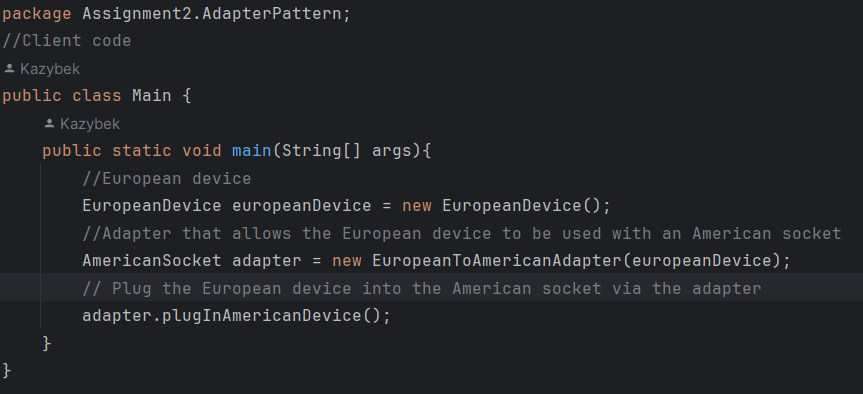 package Assignment2.AdapterPattern;
//Client code
Kazybek
public class Main {
Kazybek
public static void main(String[] args){
//European device
EuropeanDevice europeanDevice = new EuropeanDevice();
//Adapter that allows the European device to be used with an American socket
AmericanSocket adapter = new EuropeanToAmericanAdapter(europeanDevice);
// Plug the European device into the American socket via the adapter
adapter.plugInAmericanDevice();
}
}